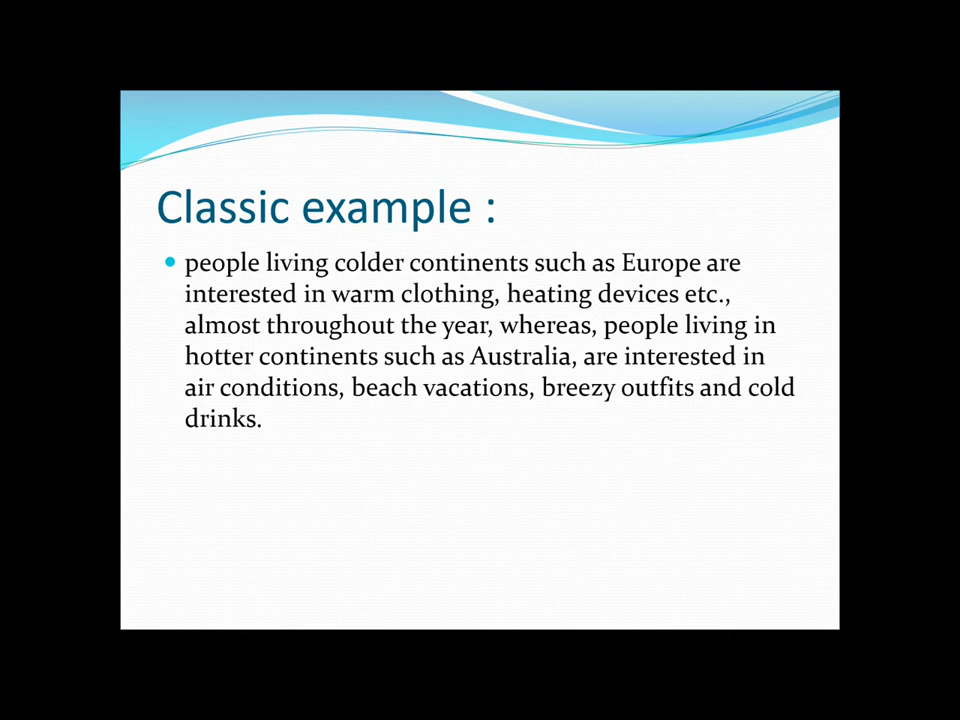 Classic example :
people living colder continents such as Europe are
interested in warm clothing, heating devices etc.,
almost throughout the year, whereas, people living in
hotter continents such as Australia, are interested in
air conditions, beach vacations, breezy outfits and cold
drinks.